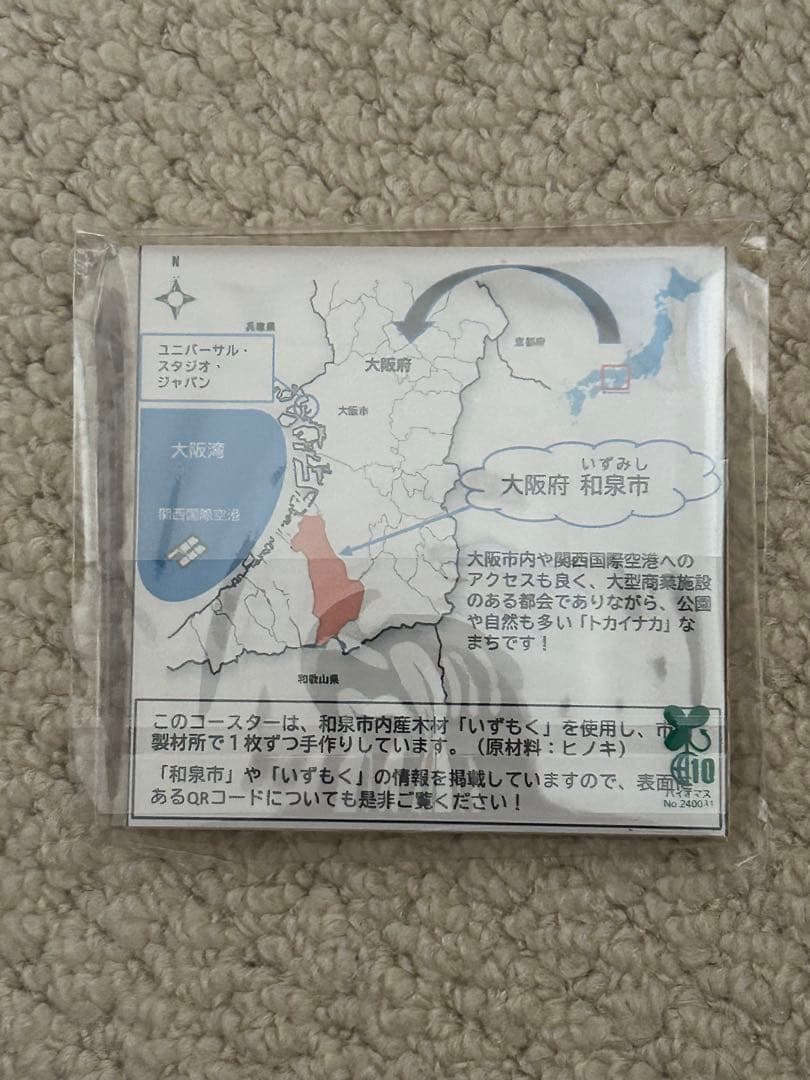 N
兵庫県
京都府
ユニバーサル・
スタジオ・
ジャパン
大阪府
大阪市
大阪湾
関西国際空港
いずみし
大阪府 和泉市
大阪市内や関西国際空港への
アクセスも良く、大型商業施設
のある都会でありながら、公園
や自然も多い「トカイナカ」な
まちです！
和歌山県
このコースターは、和泉市内産木材「いずもく」を使用し、市
製材所で１枚ずつ手作りしています。（原材料：ヒノキ）
「和泉市」や「いずもく」の情報を掲載していますので、表面に
あるQRコードについても是非ご覧ください！
10
バイオマス